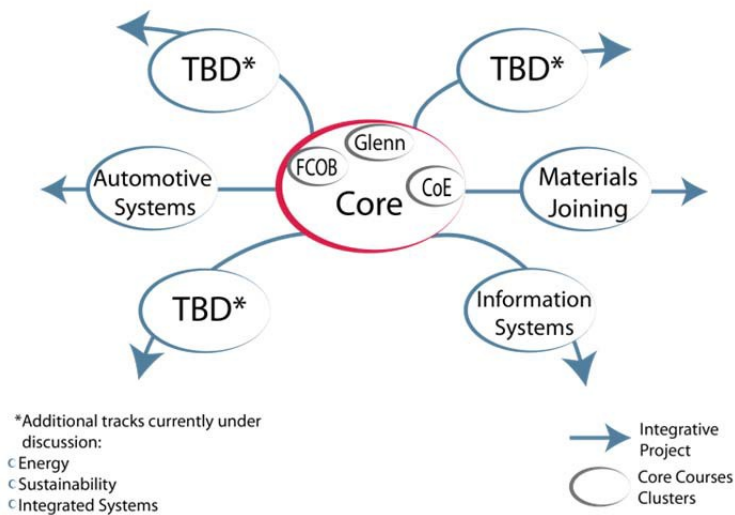 TBD*
TBD*
Glenn
FCOB
CoE
Core
Automotive
Systems
Materials
Joining
TBD*
Information
Systems
*Additional tracks currently under
discussion:
Energy
Sustainability
Integrated Systems
Integrative
Project
Core Courses
Clusters